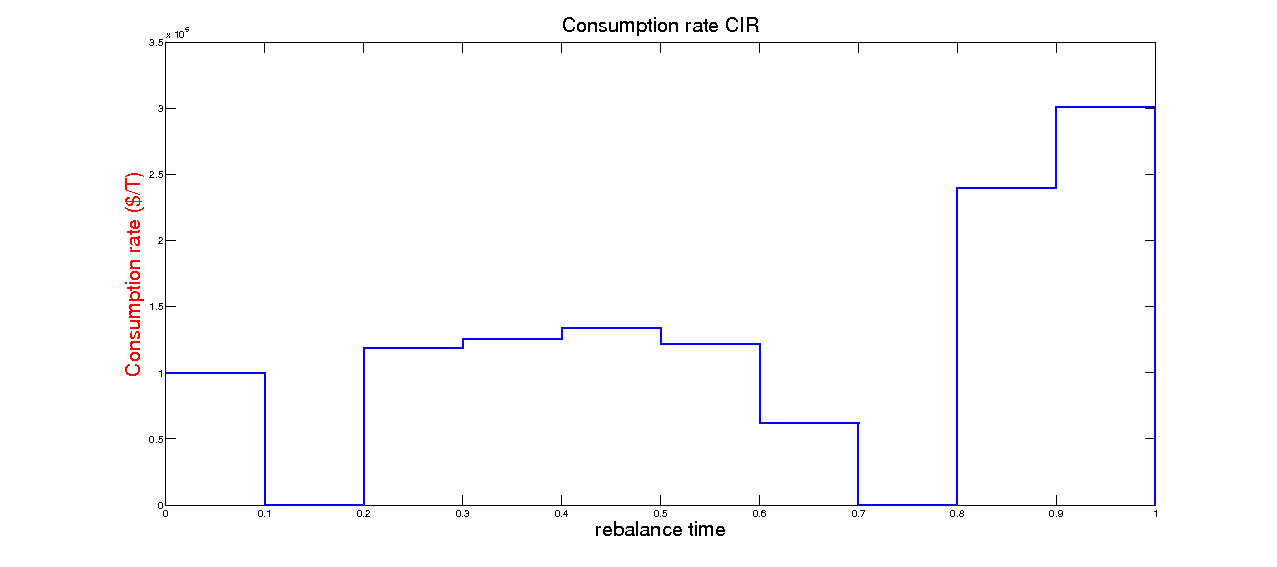 Consumption rate CIR
x 10^5
3.5
3
2.5
2
1.5
1
0.5
0
Consumption rate ($/T)
0 0.1 0.2 0.3 0.4 0.5 0.6 0.7 0.8 0.9 1
rebalance time